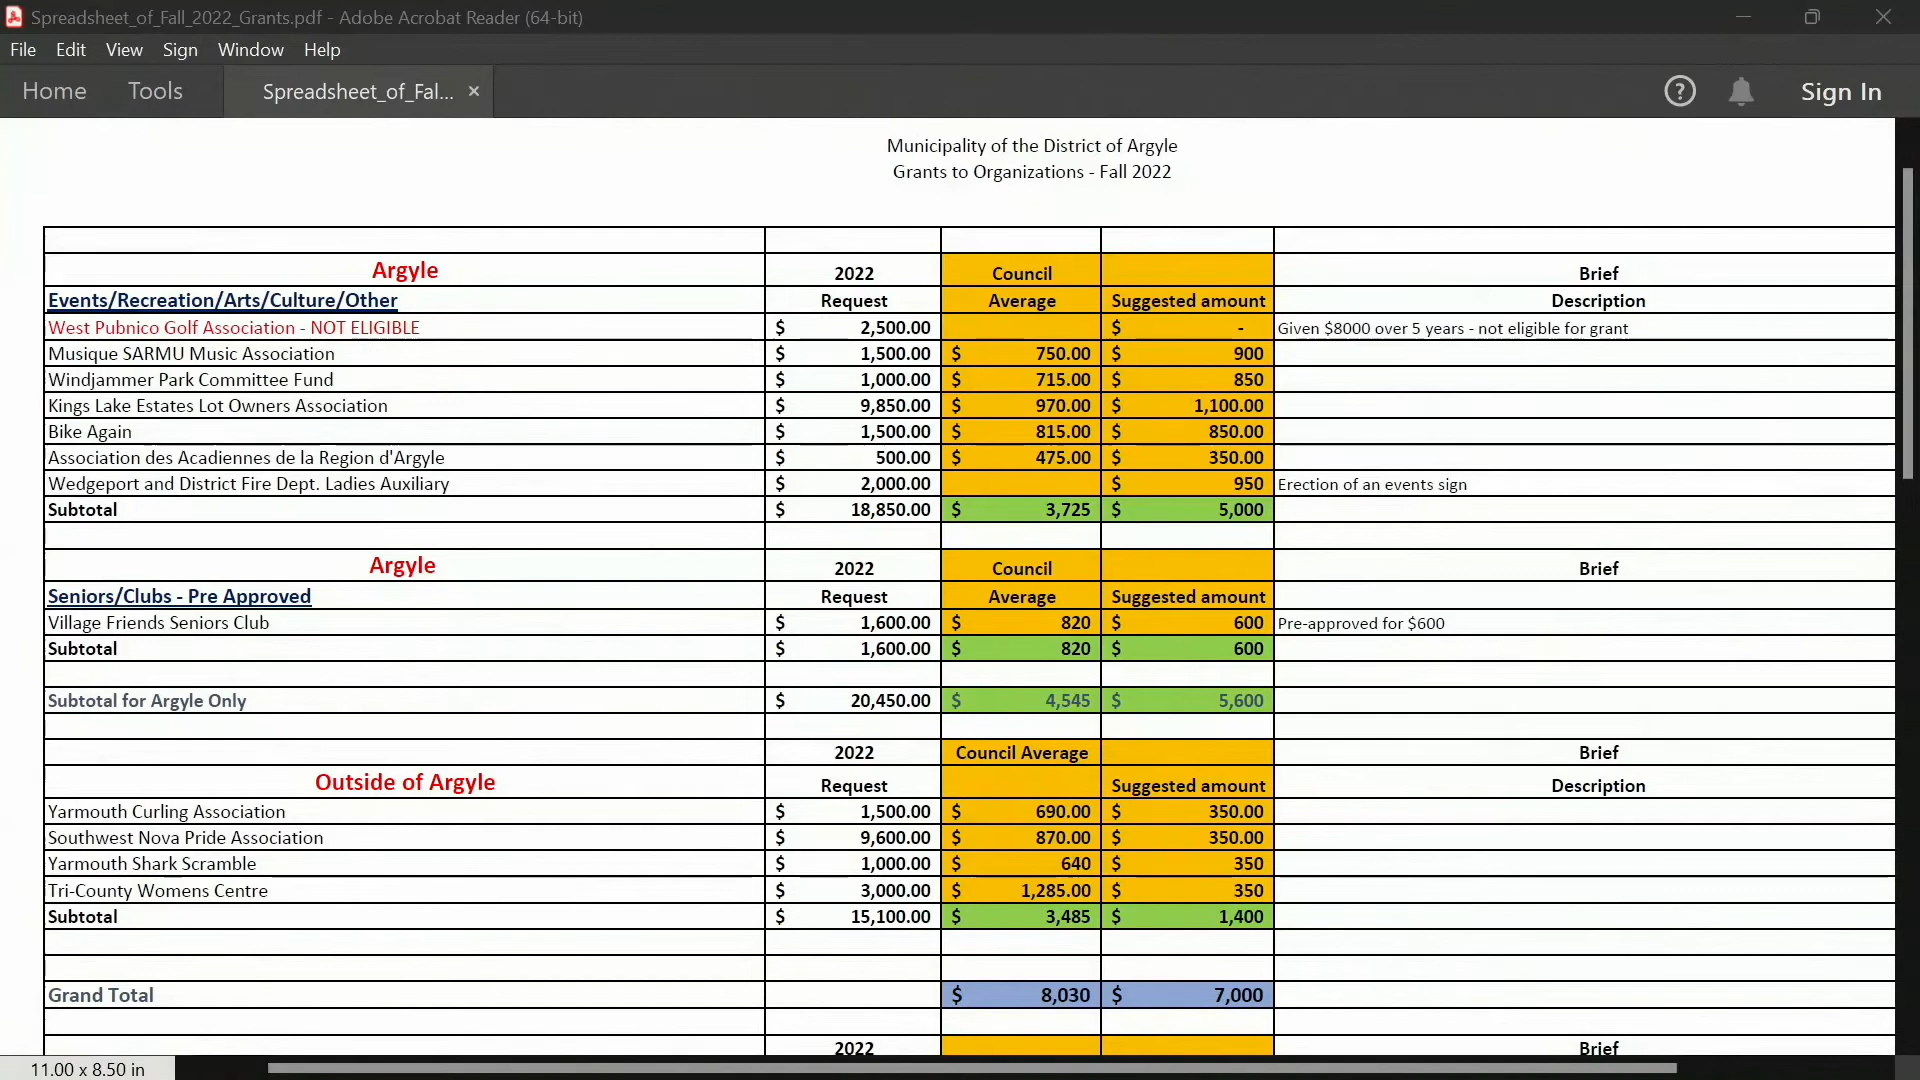 Spreadsheet_of_Fall_2022_Grants.pdf - Adobe Acrobat Reader (64-bit)
File Edit View Sign Window Help
Home Tools Spreadsheet_of_Fal... × ? Sign In
Municipality of the District of Argyle
Grants to Organizations - Fall 2022
Argyle 2022 Council Brief
Events/Recreation/Arts/Culture/Other Request Average Suggested amount Description
West Pubnico Golf Association - NOT ELIGIBLE $ 2,500.00 $ - Given $8000 over 5 years - not eligible for grant
Musique SARMU Music Association $ 1,500.00 $ 750.00 $ 900
Windjammer Park Committee Fund $ 1,000.00 $ 715.00 $ 850
Kings Lake Estates Lot Owners Association $ 9,850.00 $ 970.00 $ 1,100.00
Bike Again $ 1,500.00 $ 815.00 $ 850.00
Association des Acadiennes de la Region d'Argyle $ 500.00 $ 475.00 $ 350.00
Wedgeport and District Fire Dept. Ladies Auxiliary $ 2,000.00 $ 950 Erection of an events sign
Subtotal $ 18,850.00 $ 3,725 $ 5,000
Argyle 2022 Council Brief
Seniors/Clubs - Pre Approved Request Average Suggested amount
Village Friends Seniors Club $ 1,600.00 $ 820 $ 600 Pre-approved for $600
Subtotal $ 1,600.00 $ 820 $ 600
Subtotal for Argyle Only $ 20,450.00 $ 4,545 $ 5,600
2022 Council Average Brief
Outside of Argyle Request Suggested amount Description
Yarmouth Curling Association $ 1,500.00 $ 690.00 $ 350.00
Southwest Nova Pride Association $ 9,600.00 $ 870.00 $ 350.00
Yarmouth Shark Scramble $ 1,000.00 $ 640 $ 350
Tri-County Womens Centre $ 3,000.00 $ 1,285.00 $ 350
Subtotal $ 15,100.00 $ 3,485 $ 1,400
Grand Total $ 8,030 $ 7,000
2022 Brief
11.00 x 8.50 in